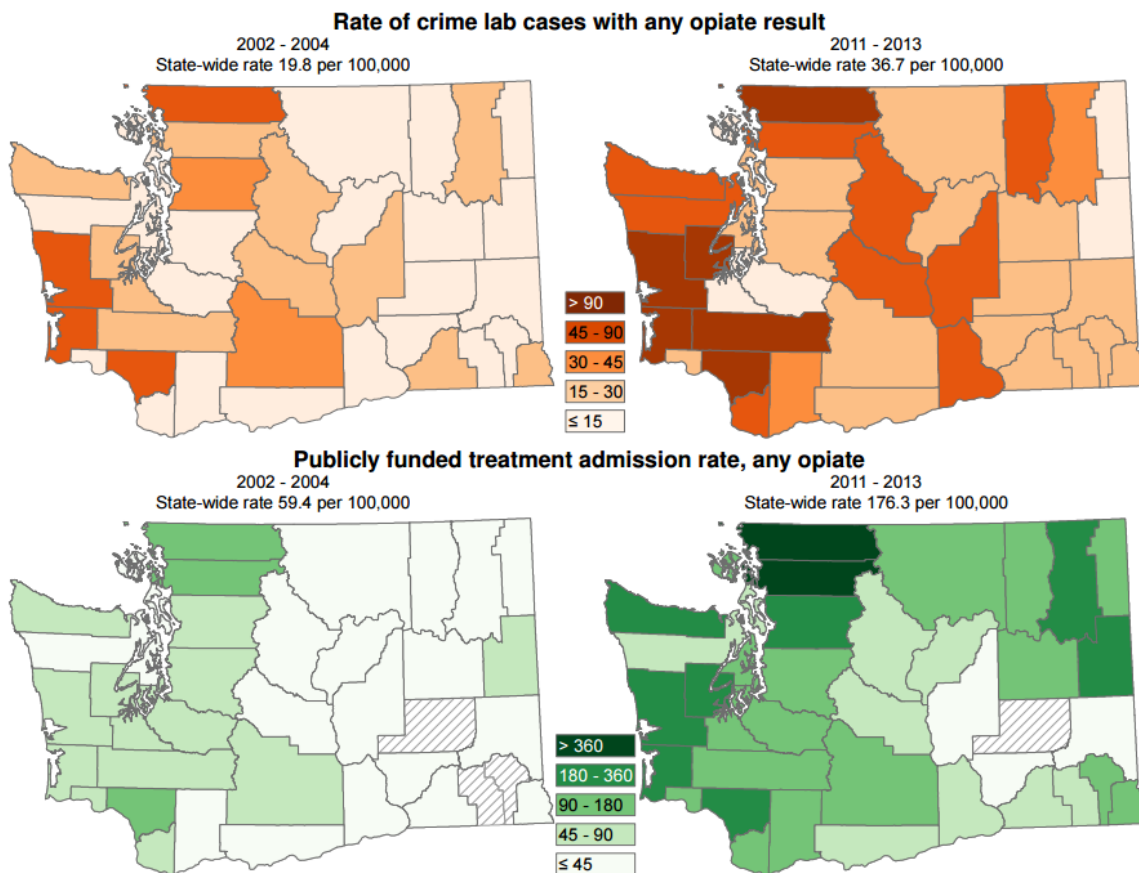 Rate of crime lab cases with any opiate result
2002 - 2004
State-wide rate 19.8 per 100,000
2011 - 2013
State-wide rate 36.7 per 100,000
> 90
45 - 90
30 - 45
15 - 30
≤ 15
Publicly funded treatment admission rate, any opiate
2002 - 2004
State-wide rate 59.4 per 100,000
2011 - 2013
State-wide rate 176.3 per 100,000
> 360
180 - 360
90 - 180
45 - 90
≤ 45